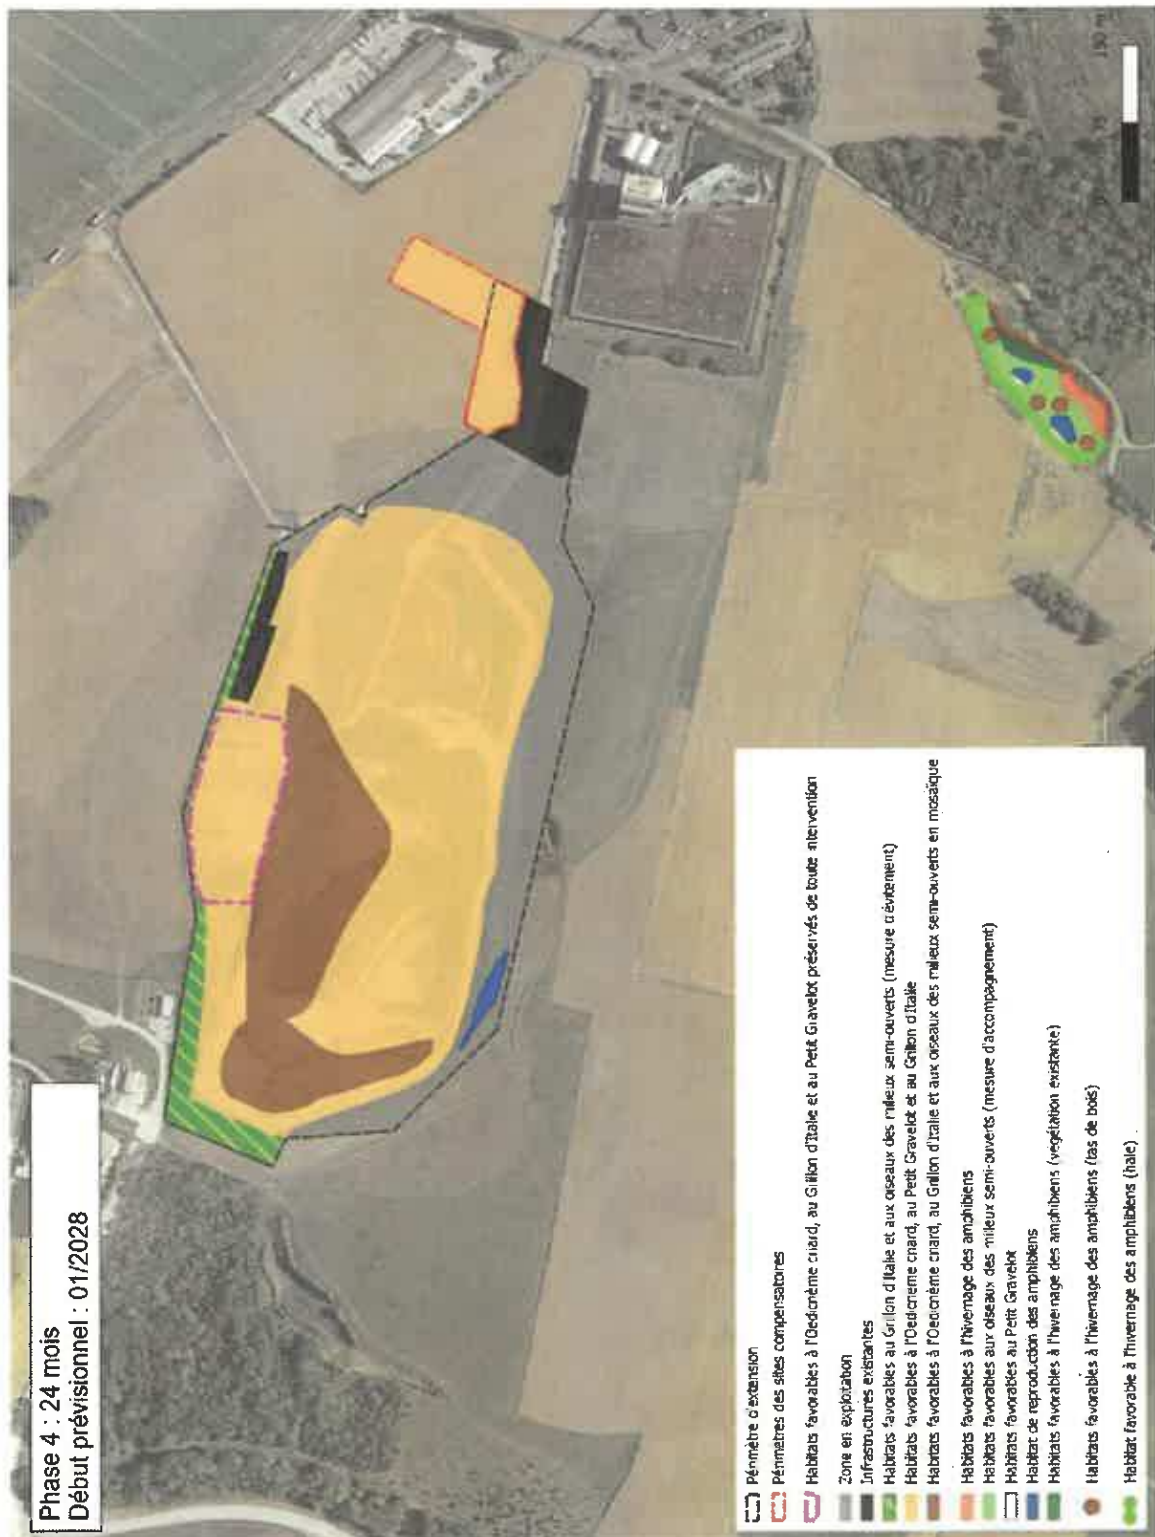 Phase 4 : 24 mois
Début prévisionnel : 01/2028
Périmètre d'extension
Périmètres des sites compensatoires
Habitats favorables à l'Oedicnème criard, au Grillon d'Italie et au Petit Gravelot préservés de toute intervention
Zone en exploitation
Infrastructures existantes
Habitats favorables au Grillon d'Italie et aux oiseaux des milieux semi-ouverts (mesure d'évitement)
Habitats favorables à l'Oedicnème criard, au Petit Gravelot et au Grillon d'Italie
Habitats favorables à l'Oedicnème criard, au Grillon d'Italie et aux oiseaux des milieux semi-ouverts en mosaïque
Habitats favorables à l'hivernage des amphibiens
Habitats favorables aux oiseaux des milieux semi-ouverts (mesure d'accompagnement)
Habitats favorables au Petit Gravelot
Habitat de reproduction des amphibiens
Habitats favorables à l'hivernage des amphibiens (végétation existante)
Habitats favorables à l'hivernage des amphibiens (tas de bois)
Habitat favorable à l'hivernage des amphibiens (haie)
75 150 m